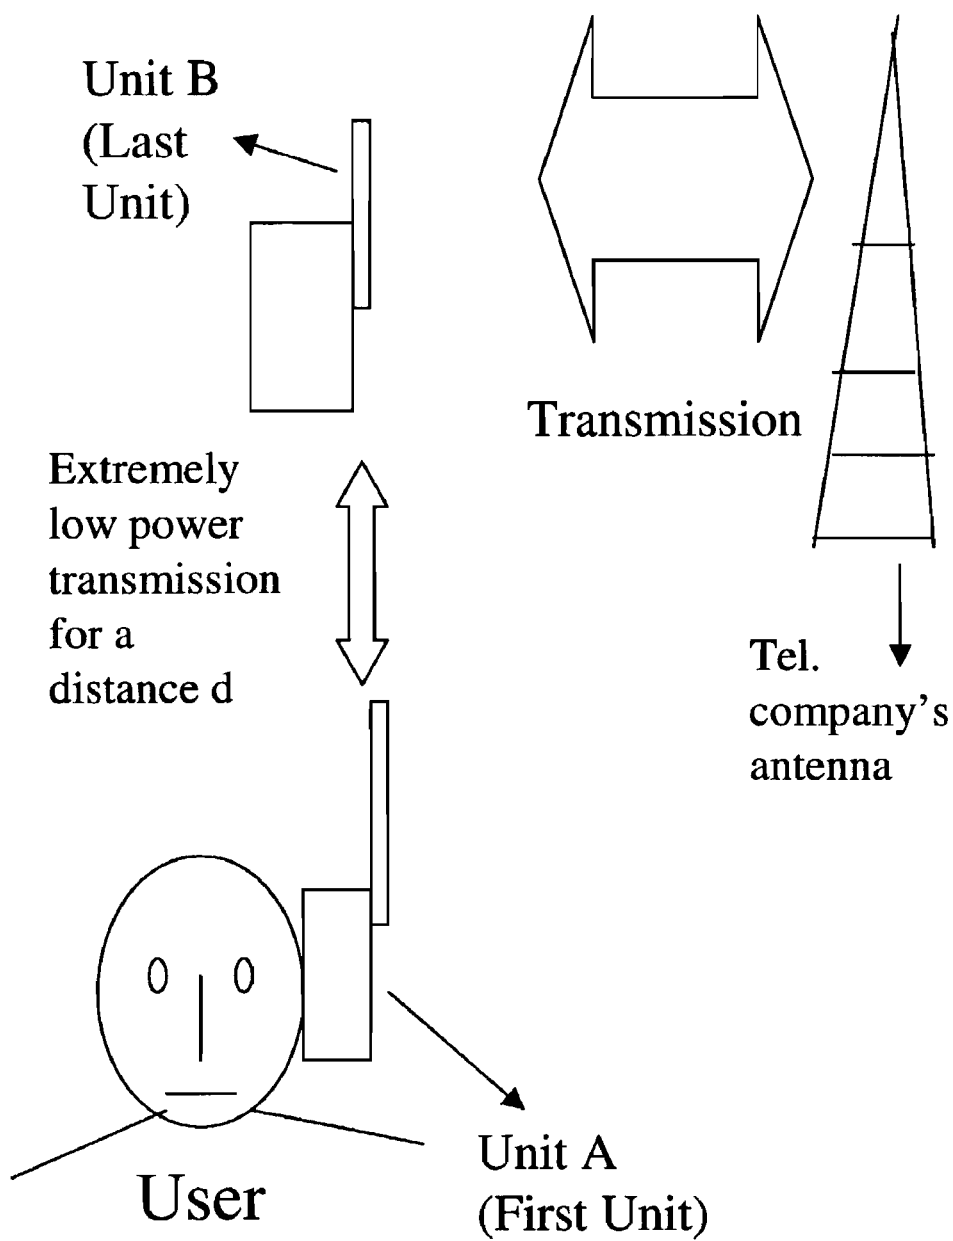 Unit B
(Last
Unit)
Transmission
Extremely
low power
transmission
for a
distance d
Tel.
company's
antenna
Unit A
(First Unit)
User